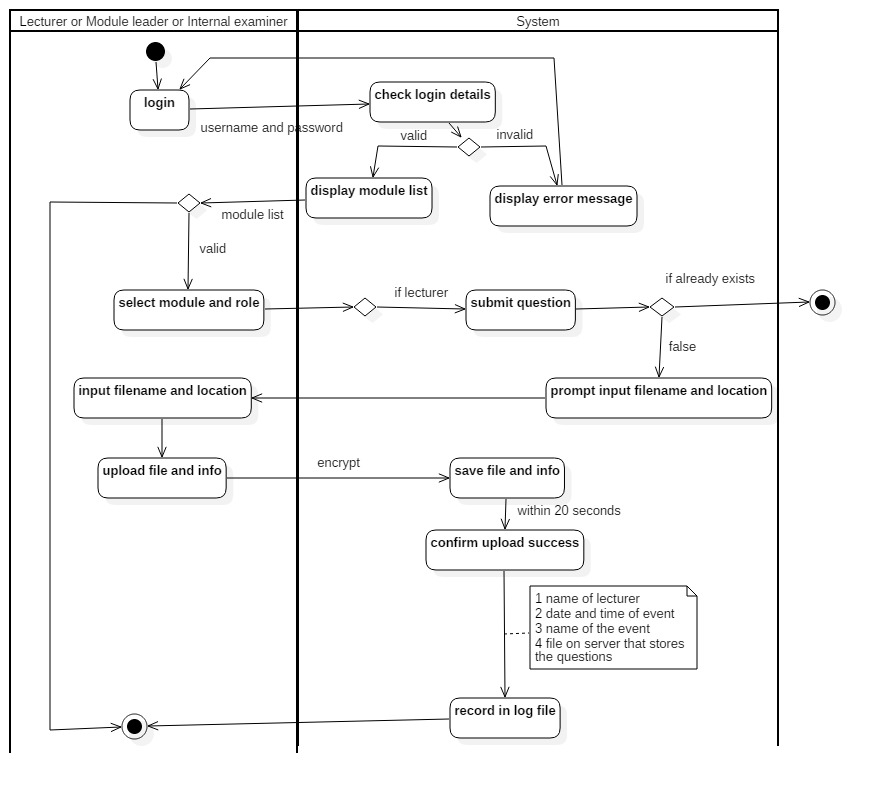 Lecturer or Module leader or Internal examiner
System
login
check login details
username and password
valid
invalid
display module list
display error message
module list
valid
select module and role
if lecturer
submit question
if already exists
false
input filename and location
prompt input filename and location
upload file and info
encrypt
save file and info
within 20 seconds
confirm upload success
1 name of lecturer
2 date and time of event
3 name of the event
4 file on server that stores
the questions
record in log file